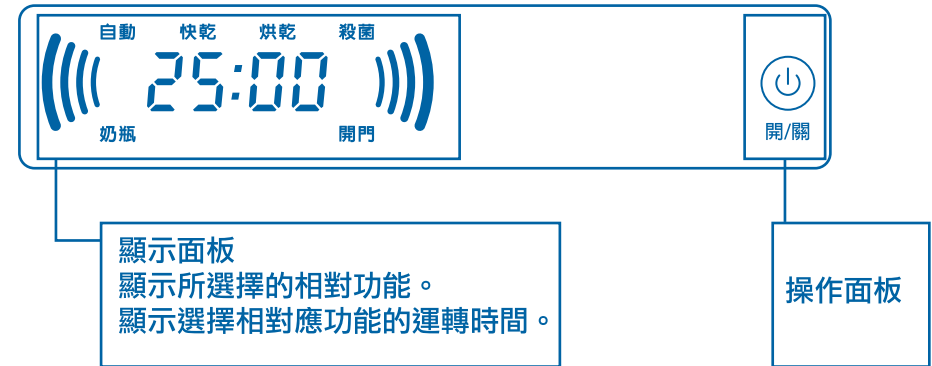 自動 快乾 烘乾 殺菌
25:00
奶瓶 開門
開/關
顯示面板
顯示所選擇的相對功能。
顯示選擇相對應功能的運轉時間。
操作面板